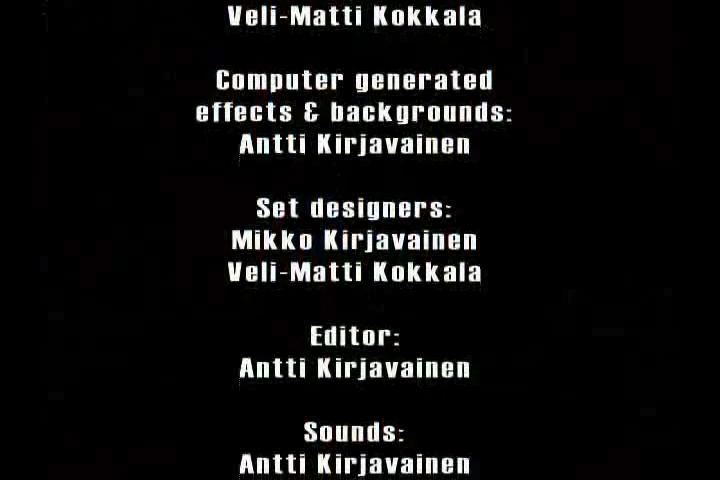 Veli-Matti Kokkala
Computer generated
effects & backgrounds:
Antti Kirjavainen
Set designers:
Mikko Kirjavainen
Veli-Matti Kokkala
Editor:
Antti Kirjavainen
Sounds:
Antti Kirjavainen